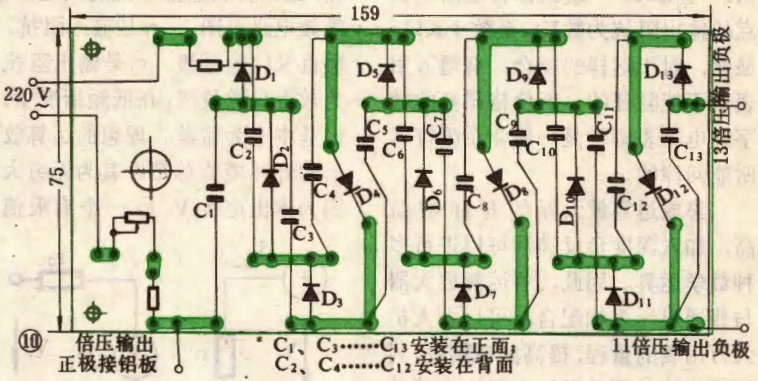 159
220V~
75
D₁
D₅
D₉
D₁₃
C₂
D₂
C₅
C₆
C₇
C₉
C₁₀
C₁₁
C₁₃
C₁
C₃
C₄
D₄
D₆
C₈
D₈
D₁₀
C₁₂
D₁₂
D₃
D₇
D₁₁
13倍压输出负极
⑩
倍压输出
正极接铝板
* C₁、C₃……C₁₃安装在正面；
C₂、C₄……C₁₂安装在背面
11倍压输出负极